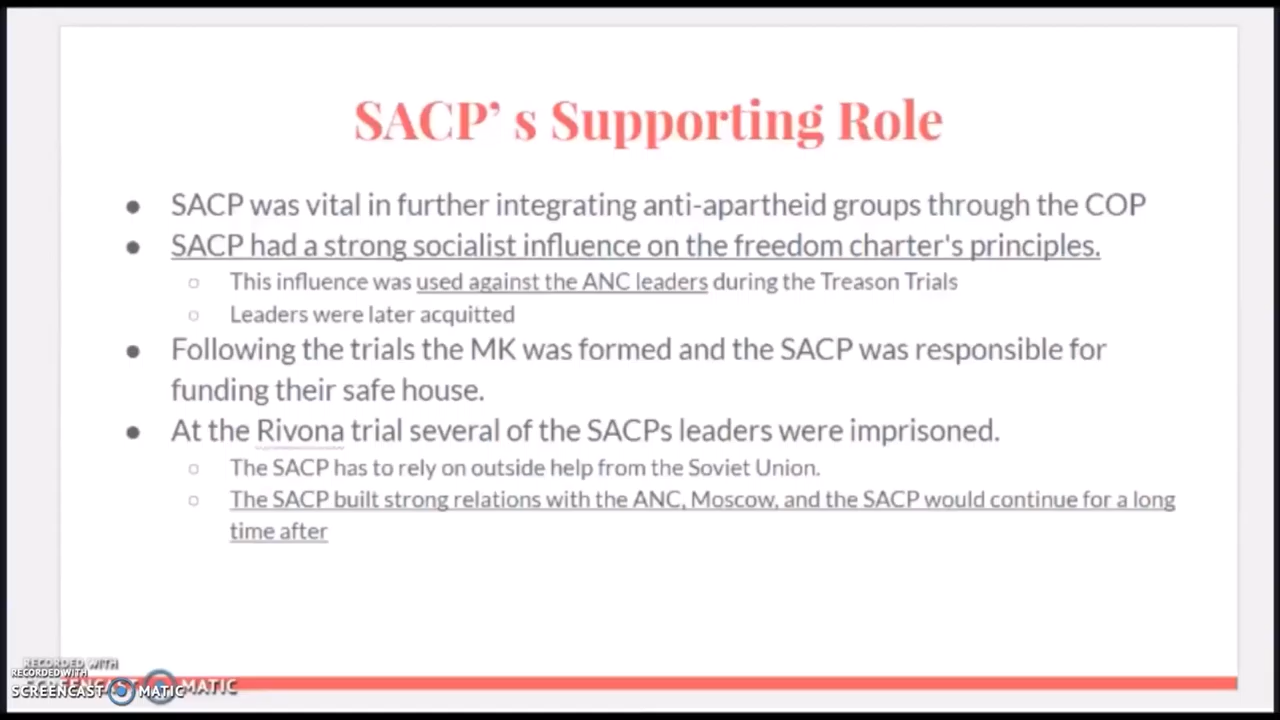 SACP’ s Supporting Role
● SACP was vital in further integrating anti-apartheid groups through the COP
● SACP had a strong socialist influence on the freedom charter's principles.
○ This influence was used against the ANC leaders during the Treason Trials
○ Leaders were later acquitted
● Following the trials the MK was formed and the SACP was responsible for
funding their safe house.
● At the Rivona trial several of the SACPs leaders were imprisoned.
○ The SACP has to rely on outside help from the Soviet Union.
○ The SACP built strong relations with the ANC, Moscow, and the SACP would continue for a long
time after
RECORDED WITH
RECORDED WITH
SCREENCAST MATIC
SCREENCAST MATIC